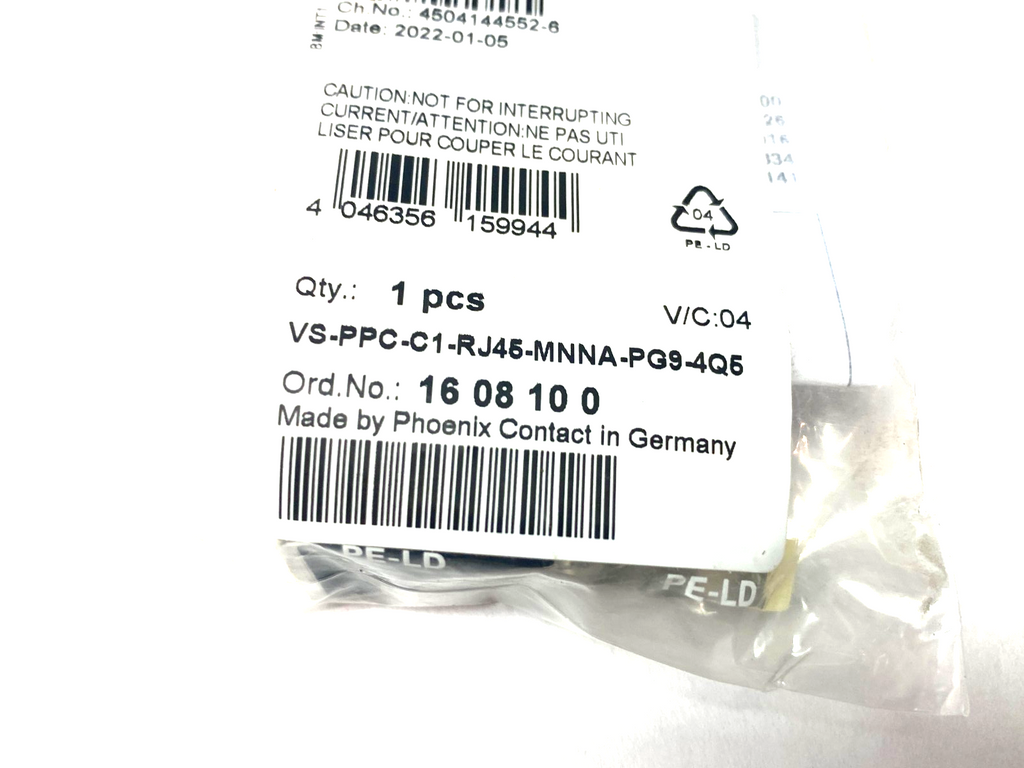 Ch No.: 4504144552-6
Date: 2022-01-05
CAUTION:NOT FOR INTERRUPTING
CURRENT/ATTENTION:NE PAS UTI
LISER POUR COUPER LE COURANT
4 046356 159944
04
PE-LD
Qty.: 1 pcs
V/C:04
VS-PPC-C1-RJ45-MNNA-PG9-4Q5
Ord.No.: 16 08 10 0
Made by Phoenix Contact in Germany
PE-LD
PE-LD